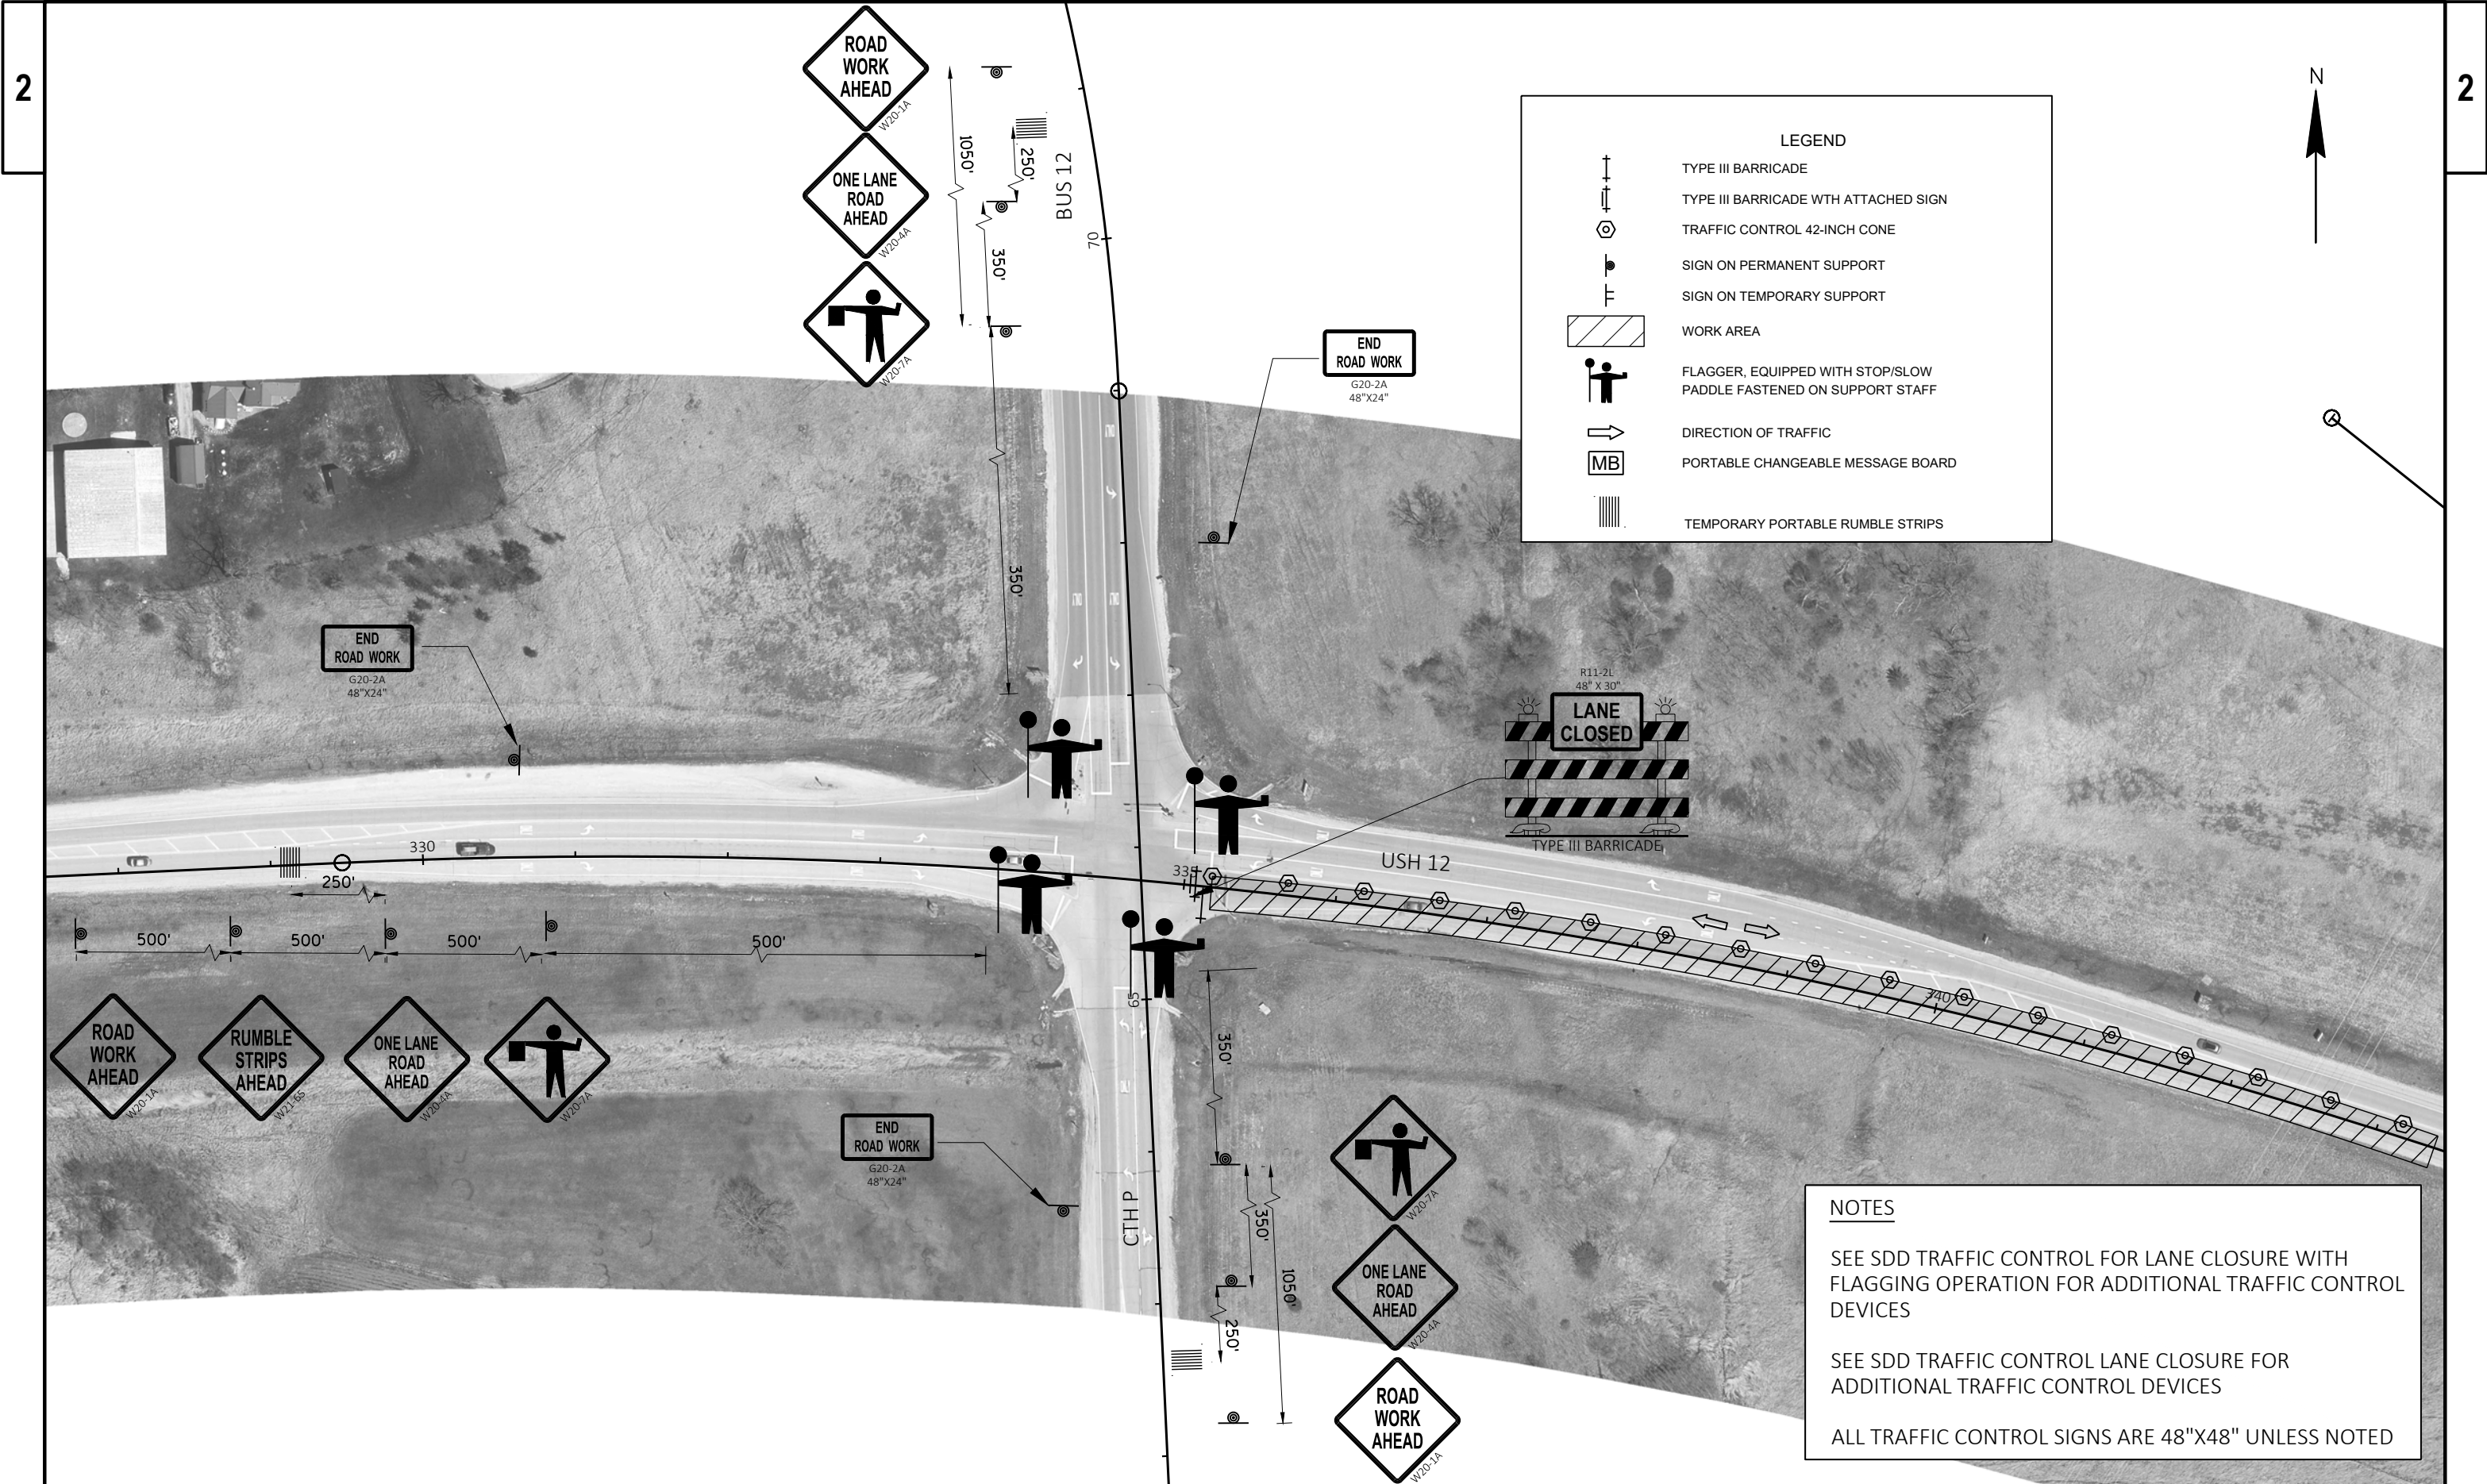 2
2
ROAD
WORK
AHEAD
W20-1A
ONE LANE
ROAD
AHEAD
W20-4A
W20-7A
1050'
250'
350'
350'
BUS 12
70
END
ROAD WORK
G20-2A
48"X24"
LEGEND
TYPE III BARRICADE
TYPE III BARRICADE WTH ATTACHED SIGN
TRAFFIC CONTROL 42-INCH CONE
SIGN ON PERMANENT SUPPORT
SIGN ON TEMPORARY SUPPORT
WORK AREA
FLAGGER, EQUIPPED WITH STOP/SLOW
PADDLE FASTENED ON SUPPORT STAFF
DIRECTION OF TRAFFIC
MB
PORTABLE CHANGEABLE MESSAGE BOARD
TEMPORARY PORTABLE RUMBLE STRIPS
N
END
ROAD WORK
G20-2A
48"X24"
R11-2L
48" X 30"
LANE
CLOSED
TYPE III BARRICADE
330
335
USH 12
340
65
250'
500'
500'
500'
500'
ROAD
WORK
AHEAD
W20-1A
RUMBLE
STRIPS
AHEAD
W21-65
ONE LANE
ROAD
AHEAD
W20-4A
W20-7A
END
ROAD WORK
G20-2A
48"X24"
CTH P
350'
350'
1050'
250'
W20-7A
ONE LANE
ROAD
AHEAD
W20-4A
ROAD
WORK
AHEAD
W20-1A
NOTES
SEE SDD TRAFFIC CONTROL FOR LANE CLOSURE WITH
FLAGGING OPERATION FOR ADDITIONAL TRAFFIC CONTROL
DEVICES
SEE SDD TRAFFIC CONTROL LANE CLOSURE FOR
ADDITIONAL TRAFFIC CONTROL DEVICES
ALL TRAFFIC CONTROL SIGNS ARE 48"X48" UNLESS NOTED